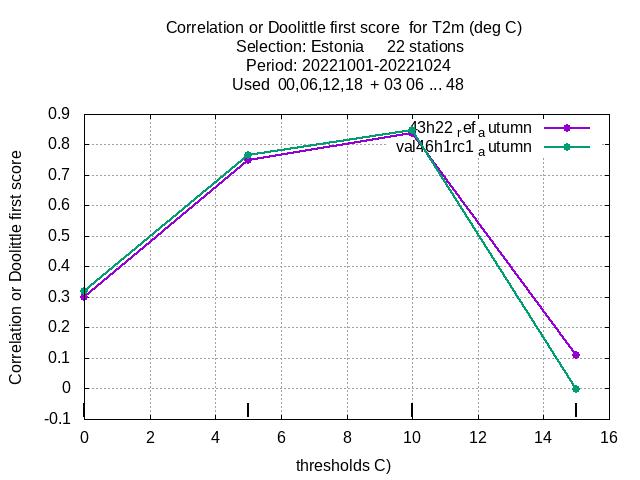 Correlation or Doolittle first score  for T2m (deg C)
Selection: Estonia     22 stations
Period: 20221001-20221024
Used  00,06,12,18  + 03 06 ... 48
43h22 ref autumn
val46h1rc1 autumn
Correlation or Doolittle first score
0.9
0.8
0.7
0.6
0.5
0.4
0.3
0.2
0.1
0
-0.1
0 2 4 6 8 10 12 14 16
thresholds C)